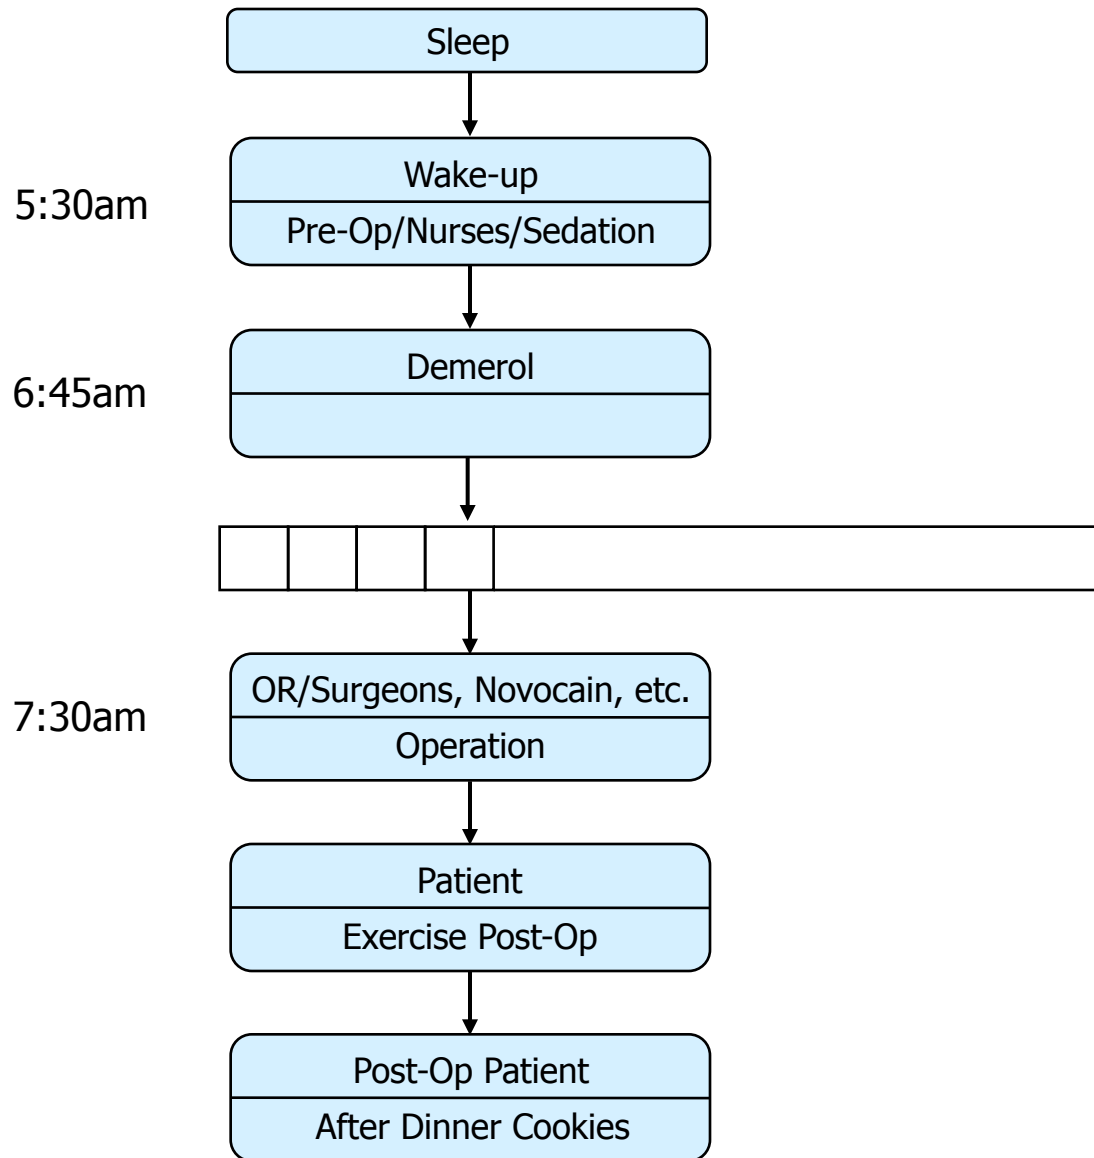 Sleep
5:30am
Wake-up
Pre-Op/Nurses/Sedation
6:45am
Demerol
7:30am
OR/Surgeons, Novocain, etc.
Operation
Patient
Exercise Post-Op
Post-Op Patient
After Dinner Cookies